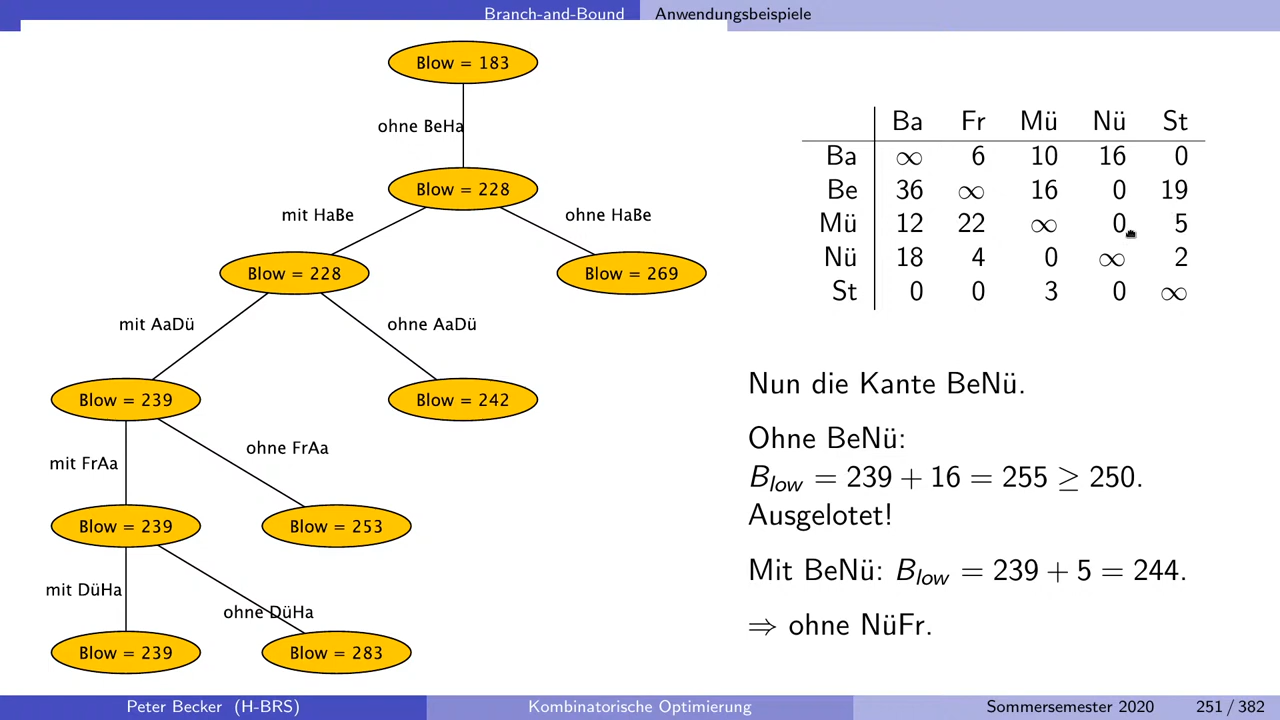 Branch-and-Bound Anwendungsbeispiele
Blow = 183
ohne BeHa
Blow = 228
mit HaBe
ohne HaBe
Blow = 228
Blow = 269
mit AaDü
ohne AaDü
Blow = 239
Blow = 242
mit FrAa
ohne FrAa
Blow = 239
Blow = 253
mit DüHa
ohne DüHa
Blow = 239
Blow = 283
Ba Fr Mü Nü St
Ba ∞ 6 10 16 0
Be 36 ∞ 16 0 19
Mü 12 22 ∞ 0 5
Nü 18 4 0 ∞ 2
St 0 0 3 0 ∞
Nun die Kante BeNü.
Ohne BeNü:
B_low = 239 + 16 = 255 ≥ 250.
Ausgelotet!
Mit BeNü: B_low = 239 + 5 = 244.
⇒ ohne NüFr.
Peter Becker (H-BRS) Kombinatorische Optimierung Sommersemester 2020 251 / 382